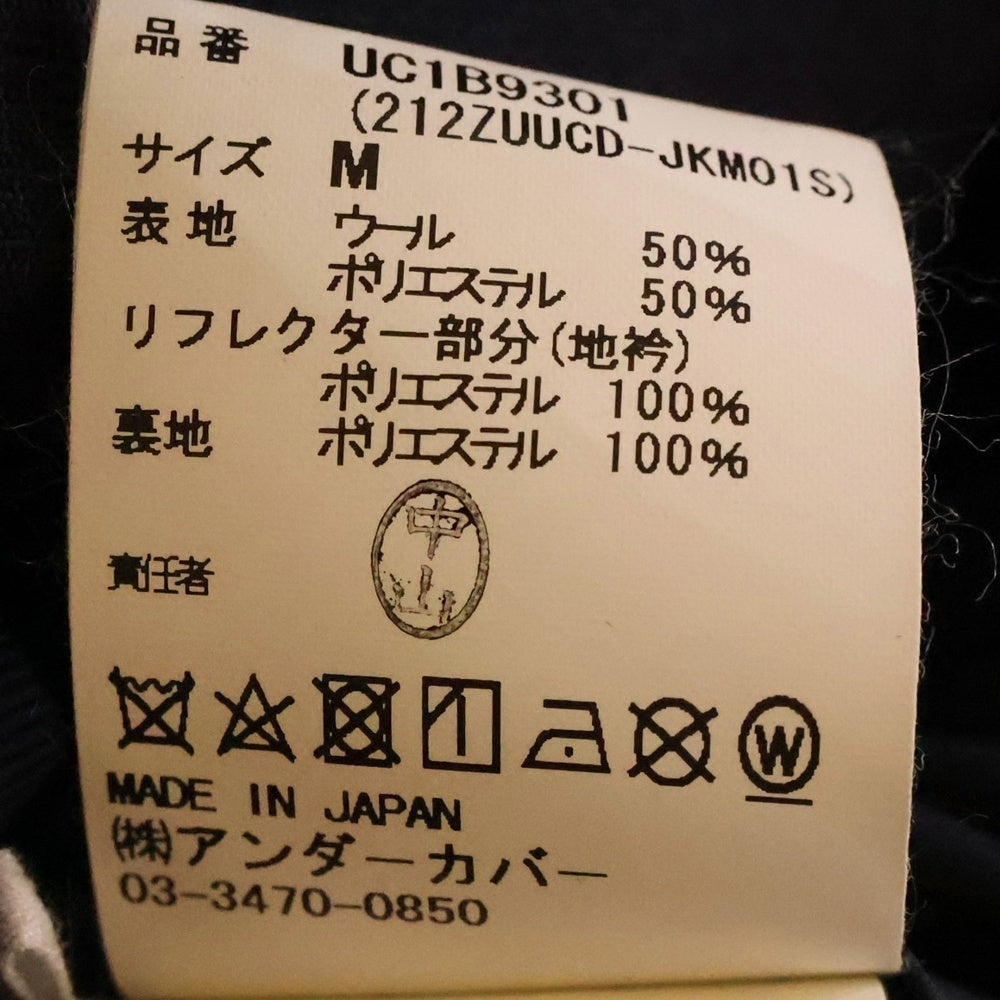 品番 UC1B9301
(212ZUUCD-JKM01S)
サイズ M
表地 ウール 50%
ポリエステル 50%
リフレクター部分(地衿)
ポリエステル 100%
裏地 ポリエステル 100%
中山
責任者
W
MADE IN JAPAN
(株)アンダーカバー
03-3470-0850